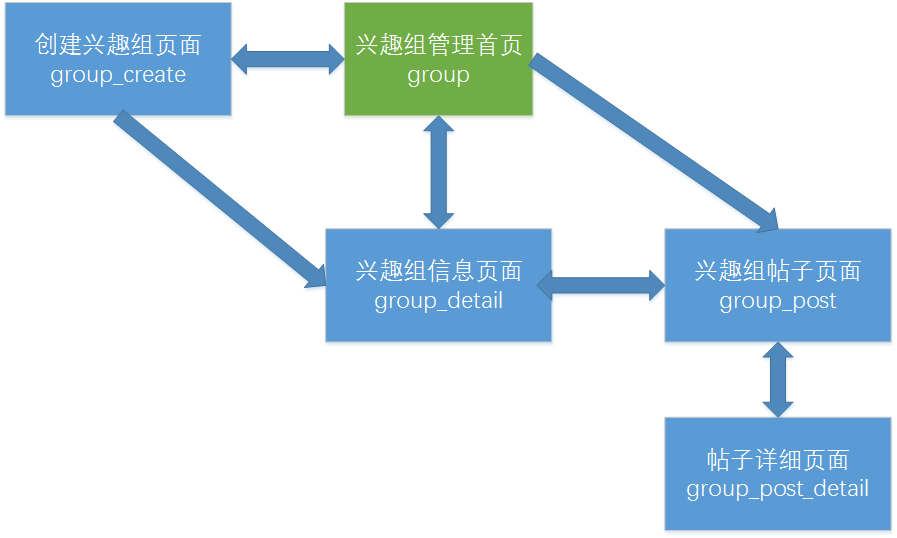 创建兴趣组页面
group_create
兴趣组管理首页
group
兴趣组信息页面
group_detail
兴趣组帖子页面
group_post
帖子详细页面
group_post_detail